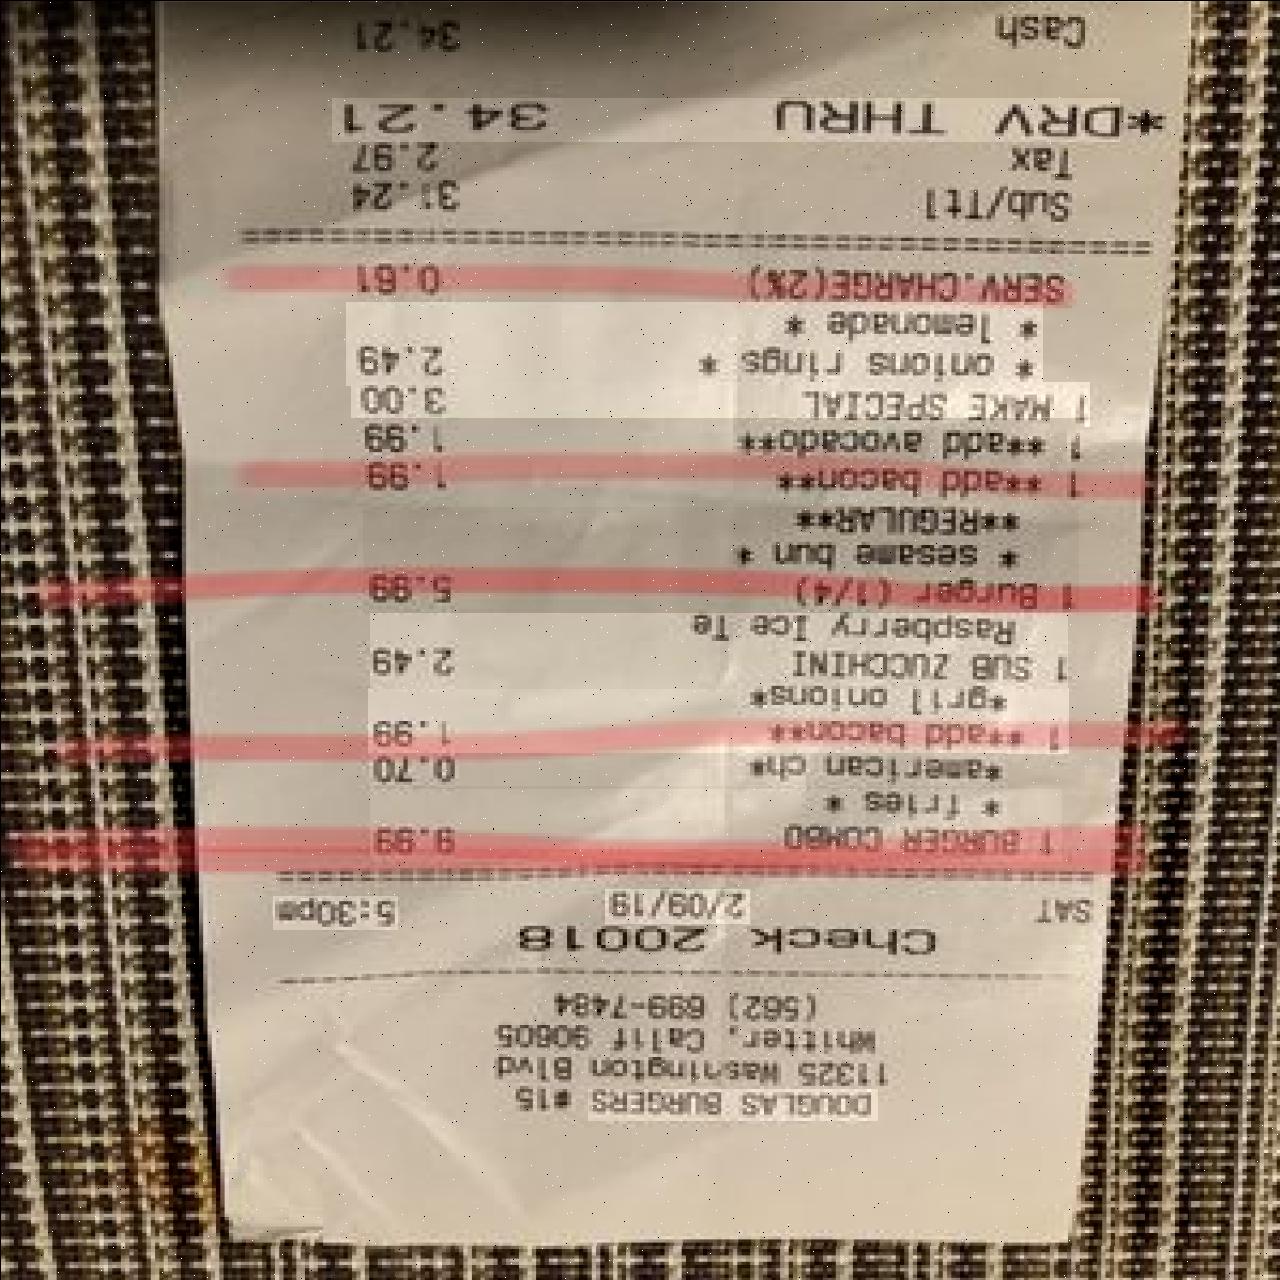 DOUGLAS BURGERS #15
11325 Washington Blvd
Whitter, Calif 90605
(562) 699-7484
Check 20018
SAT 2/09/19 5:30pm
1 BURGER COMBO 9.99
* fries *
*american ch* 0.70
1 **add bacon** 1.99
*gril onions*
1 SUB ZUCCHINI 2.49
Raspberry Ice Te
1 Burger (1/4) 5.99
* sesame bun *
**REGULAR**
1 **add bacon** 1.99
1 **add avocado** 1.99
1 MAKE SPECIAL 3.00
* onions rings * 2.49
* lemonade *
SERV.CHARGE(2%) 0.61
Sub/Ttl 31.24
Tax 2.97
*DRV THRU 34.21
Cash 34.21